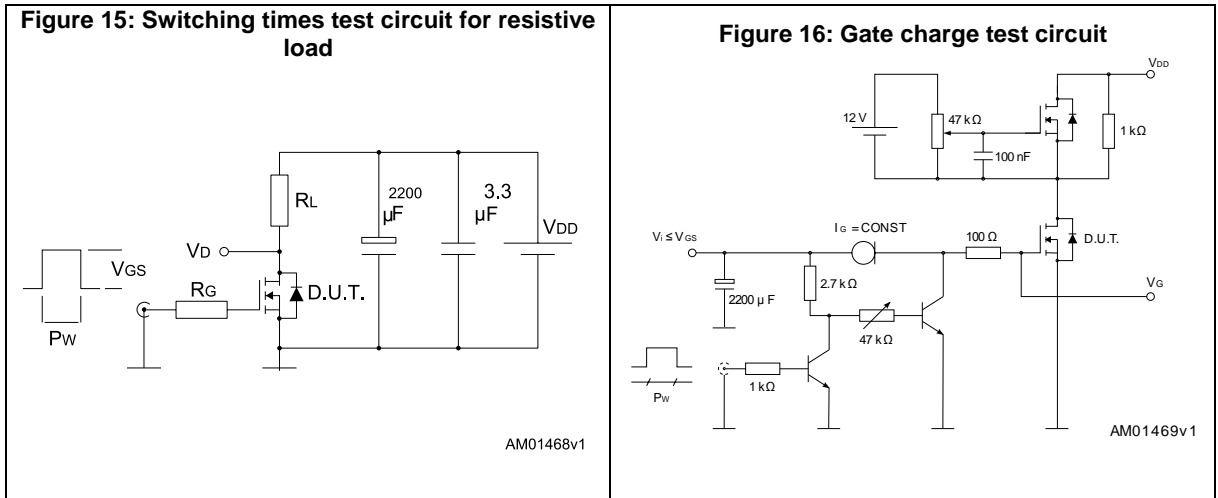 Figure 15: Switching times test circuit for resistive
load
RL
2200
μF
3.3
μF
VDD
VD
VGS
RG
D.U.T.
PW
AM01468v1
Figure 16: Gate charge test circuit
VDD
12 V
47 kΩ
1 kΩ
100 nF
Vi ≤ VGS
IG = CONST
100 Ω
D.U.T.
2.7 kΩ
VG
2200 μF
47 kΩ
1 kΩ
PW
AM01469v1